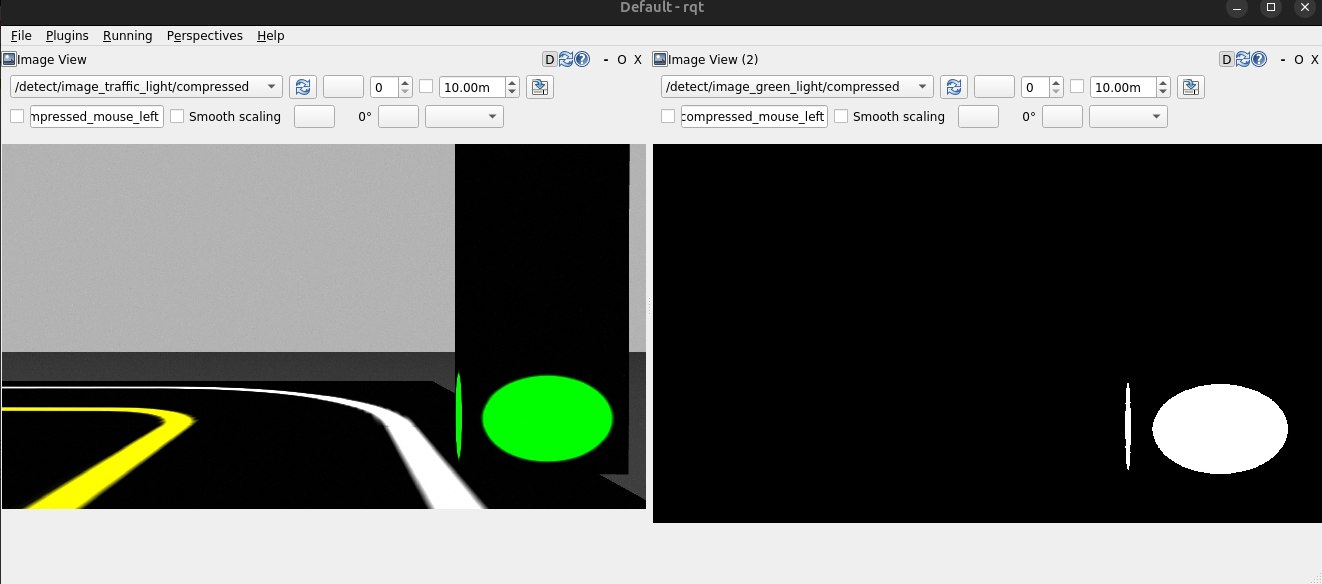 Default - rqt
File Plugins Running Perspectives Help
Image View D - O X
/detect/image_traffic_light/compressed 0 10.00m
mpressed_mouse_left Smooth scaling 0°
Image View (2) D - O X
/detect/image_green_light/compressed 0 10.00m
compressed_mouse_left Smooth scaling 0°